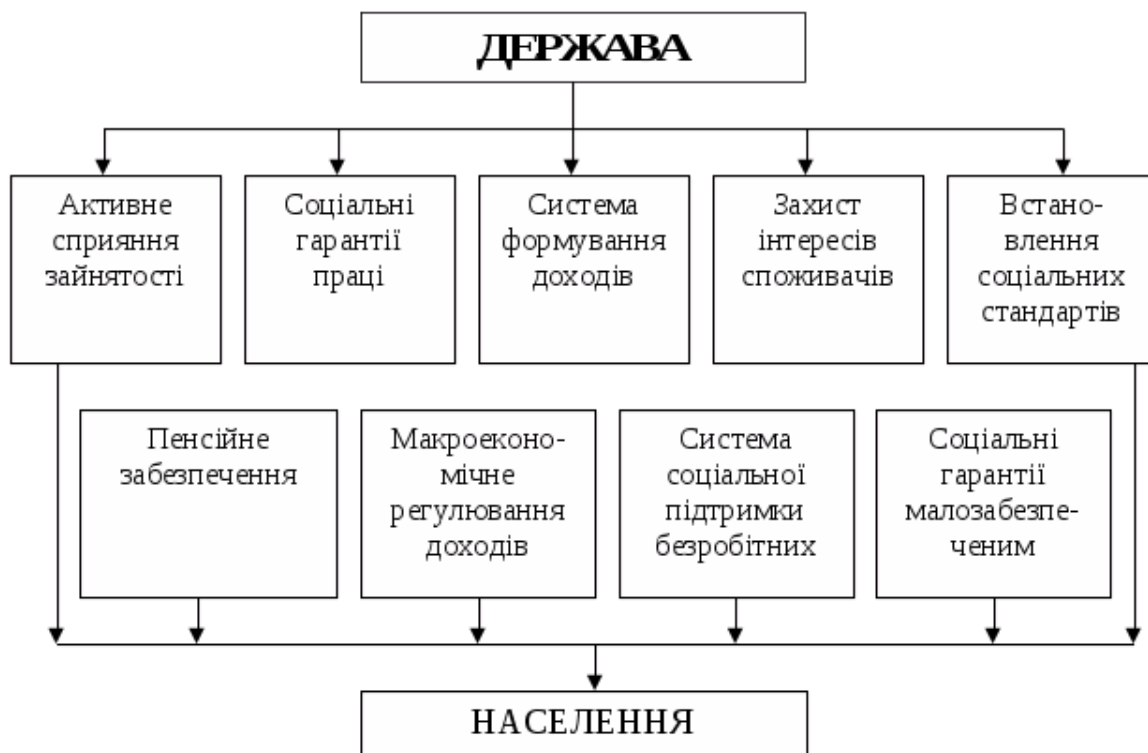 ДЕРЖАВА
Активне
сприяння
зайнятості
Соціальні
гарантії
праці
Система
формування
доходів
Захист
інтересів
споживачів
Встано-
влення
соціальних
стандартів
Пенсійне
забезпечення
Макроеконо-
мічне
регулювання
доходів
Система
соціальної
підтримки
безробітних
Соціальні
гарантії
малозабезпе-
ченим
НАСЕЛЕННЯ